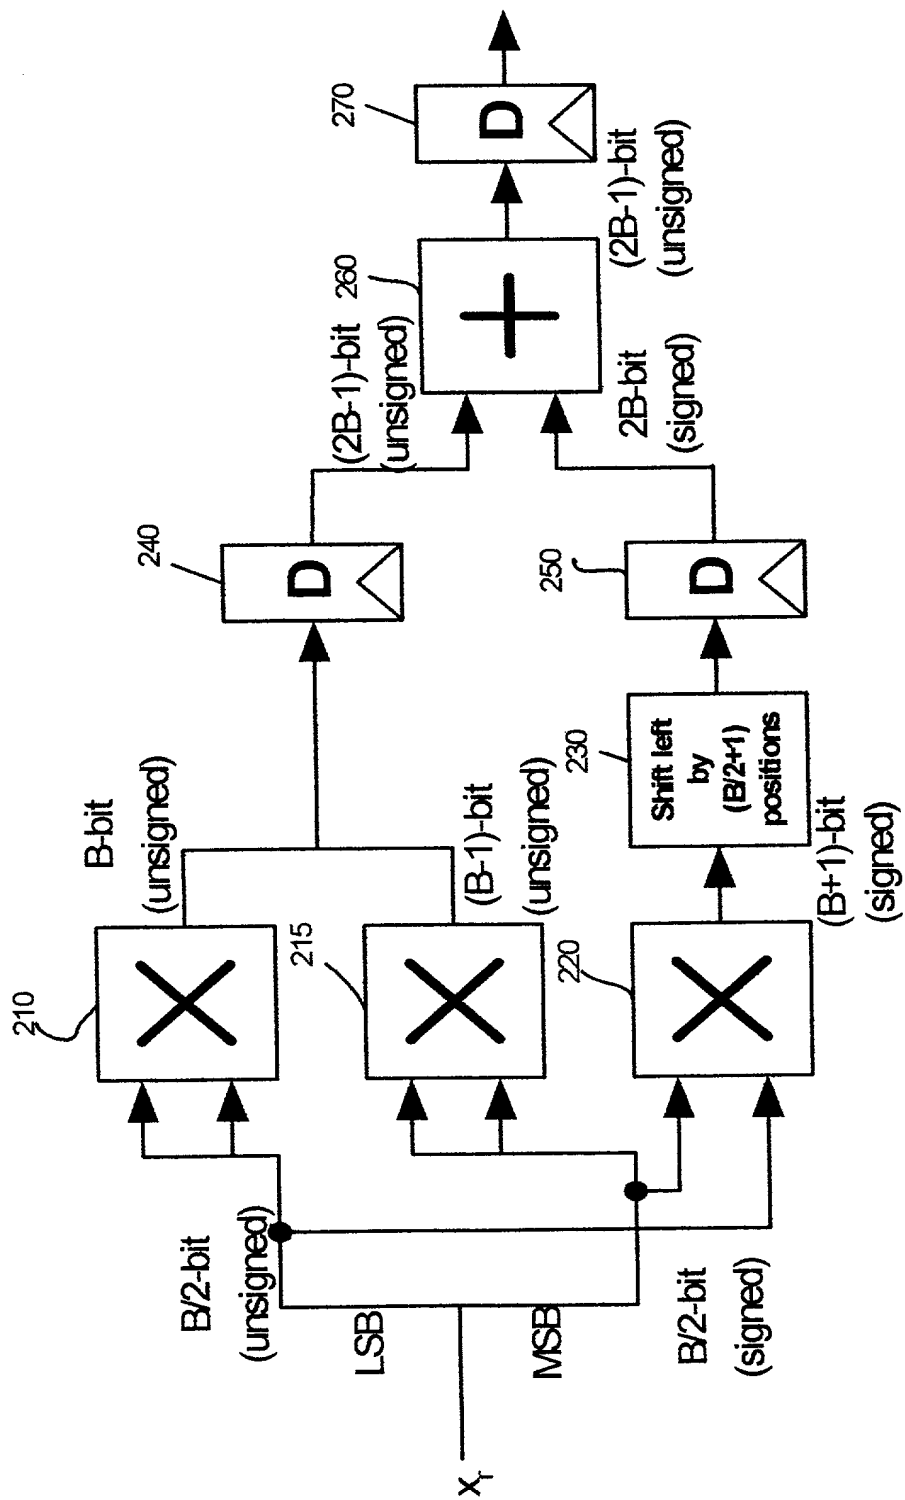 X_r
LSB
MSB
B/2-bit
(unsigned)
B/2-bit
(signed)
210
215
220
B-bit
(unsigned)
(B-1)-bit
(unsigned)
(B+1)-bit
(signed)
230
Shift left
by
(B/2+1)
positions
240
D
250
D
(2B-1)-bit
(unsigned)
2B-bit
(signed)
260
(2B-1)-bit
(unsigned)
270
D